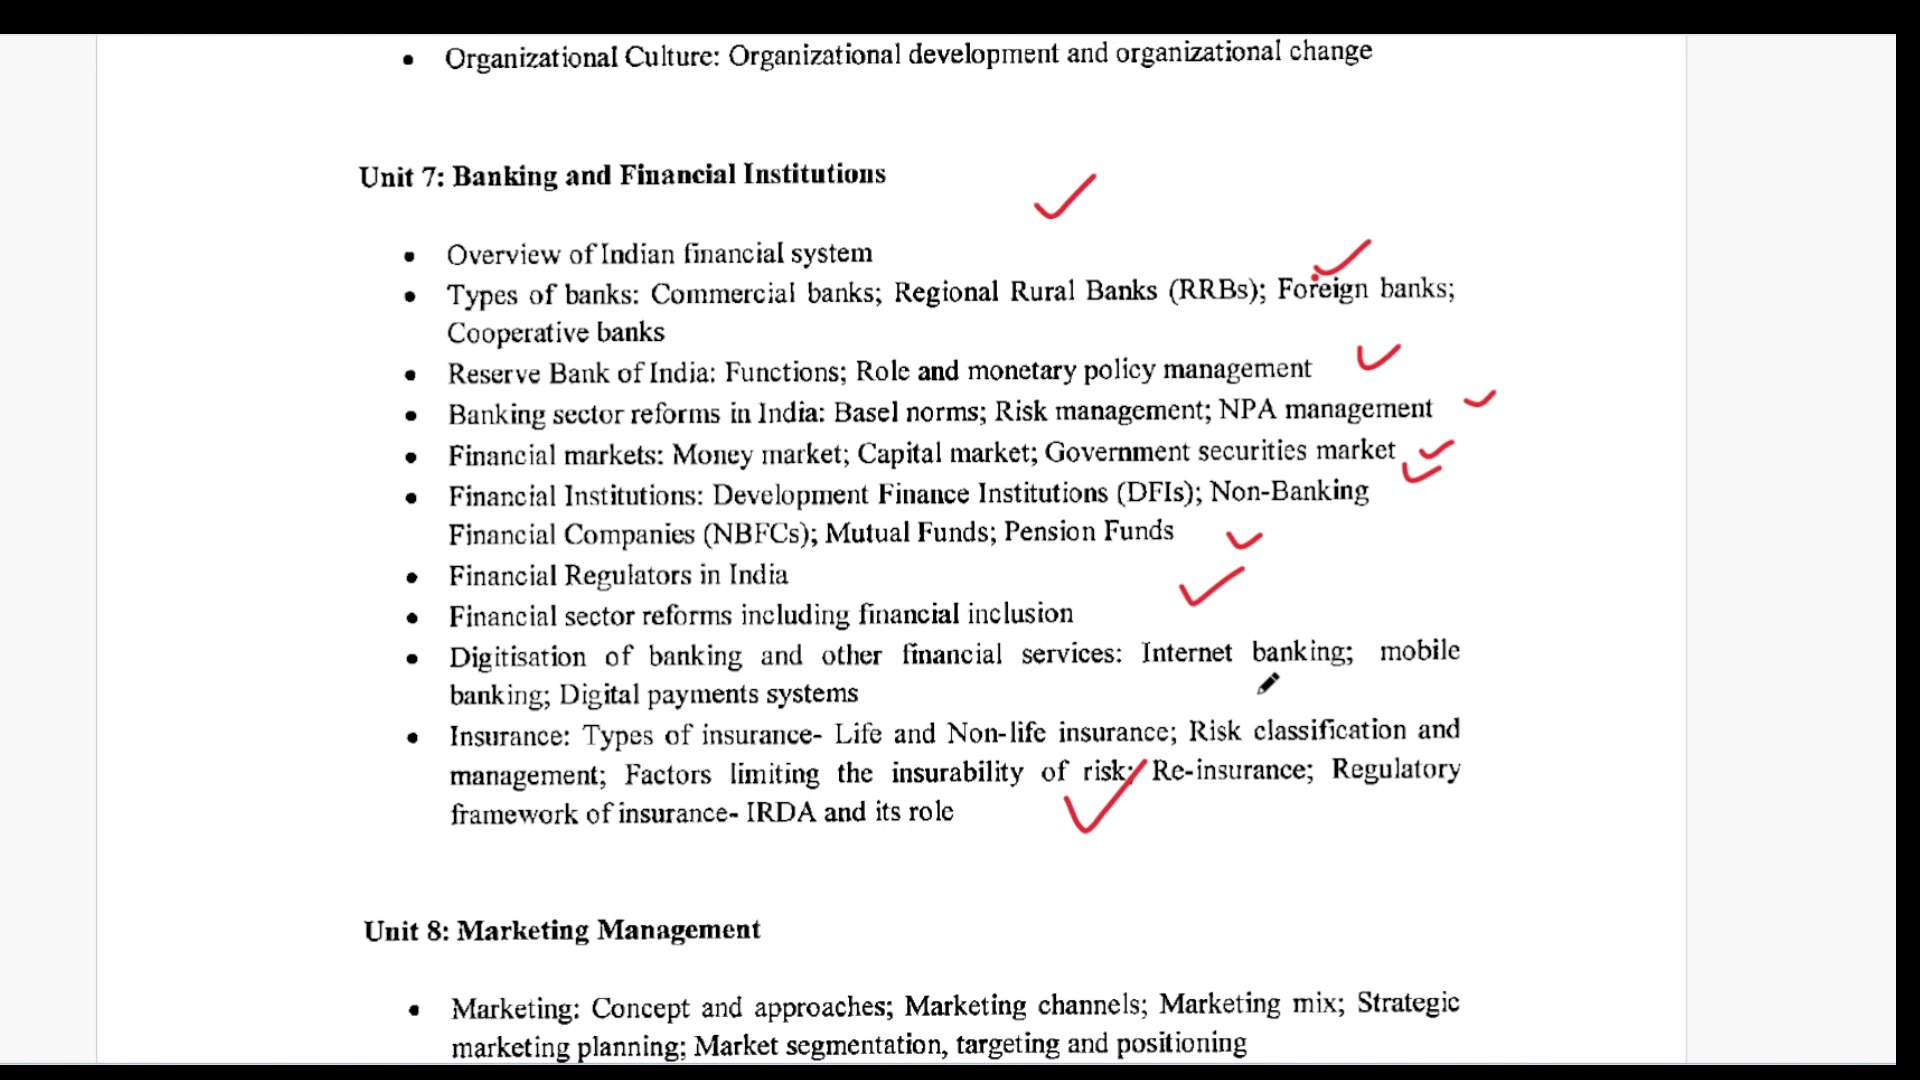 • Organizational Culture: Organizational development and organizational change
Unit 7: Banking and Financial Institutions
• Overview of Indian financial system
• Types of banks: Commercial banks; Regional Rural Banks (RRBs); Foreign banks;
Cooperative banks
• Reserve Bank of India: Functions; Role and monetary policy management
• Banking sector reforms in India: Basel norms; Risk management; NPA management
• Financial markets: Money market; Capital market; Government securities market
• Financial Institutions: Development Finance Institutions (DFIs); Non-Banking
Financial Companies (NBFCs); Mutual Funds; Pension Funds
• Financial Regulators in India
• Financial sector reforms including financial inclusion
• Digitisation of banking and other financial services: Internet banking; mobile
banking; Digital payments systems
• Insurance: Types of insurance- Life and Non-life insurance; Risk classification and
management; Factors limiting the insurability of risk; Re-insurance; Regulatory
framework of insurance- IRDA and its role
Unit 8: Marketing Management
• Marketing: Concept and approaches; Marketing channels; Marketing mix; Strategic
marketing planning; Market segmentation, targeting and positioning